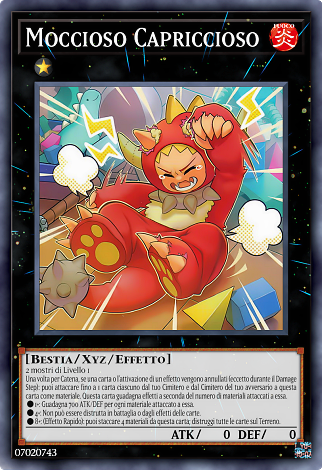 Moccioso Capriccioso
FUOCO
炎
[Bestia/Xyz/Effetto]
2 mostri di Livello 1
Una volta per Catena, se una carta o l'attivazione di un effetto vengono annullati (eccetto durante il Damage
Step): puoi attaccare fino a 1 carta ciascuno dal tuo Cimitero e dal Cimitero del tuo avversario a questa
carta come materiale. Questa carta guadagna effetti a seconda del numero di materiali attaccati a essa.
●1+: Guadagna 700 ATK/DEF per ogni materiale attaccato a essa.
●4+: Non può essere distrutta in battaglia o dagli effetti delle carte.
●8+: (Effetto Rapido): puoi staccare 4 materiali da questa carta; distruggi tutte le carte sul Terreno.
ATK/ 0 DEF/ 0
07020743